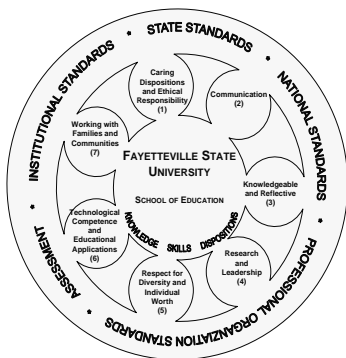 STATE STANDARDS
NATIONAL STANDARDS
PROFESSIONAL ORGANIZATION STANDARDS
ASSESSMENT
INSTITUTIONAL STANDARDS
Caring
Dispositions
and Ethical
Responsibility
(1)
Communication
(2)
Knowledgeable
and Reflective
(3)
Research
and
Leadership
(4)
Respect for
Diversity and
Individual
Worth
(5)
Technological
Competence
and
Educational
Applications
(6)
Working with
Families and
Communities
(7)
FAYETTEVILLE STATE
UNIVERSITY
SCHOOL OF EDUCATION
KNOWLEDGE SKILLS DISPOSITIONS